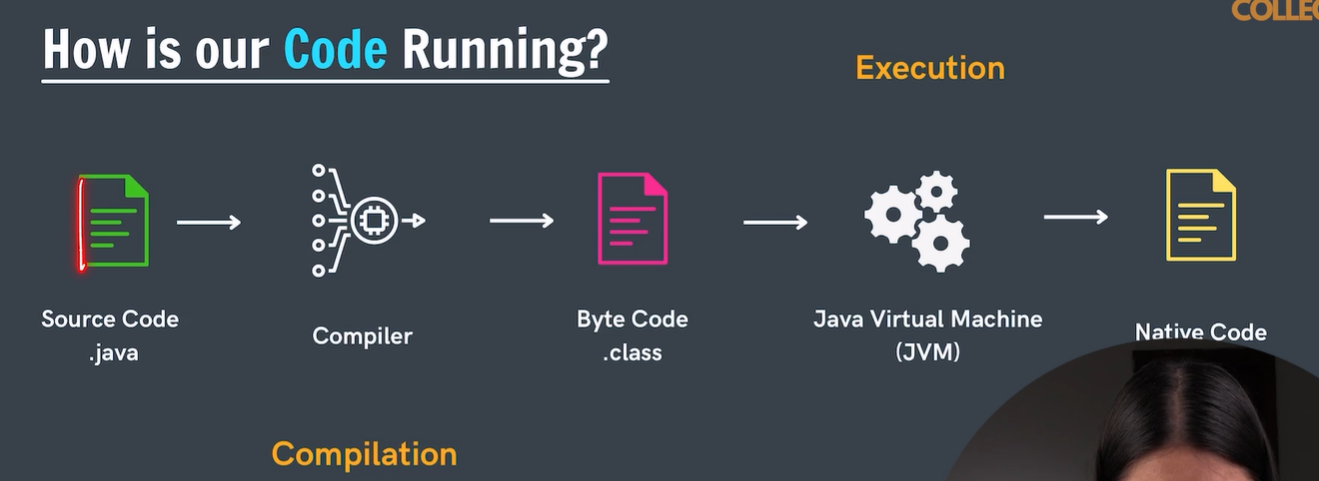 COLLEC
How is our Code Running?
Execution
Source Code
.java
Compiler
Byte Code
.class
Java Virtual Machine
(JVM)
Native Code
Compilation